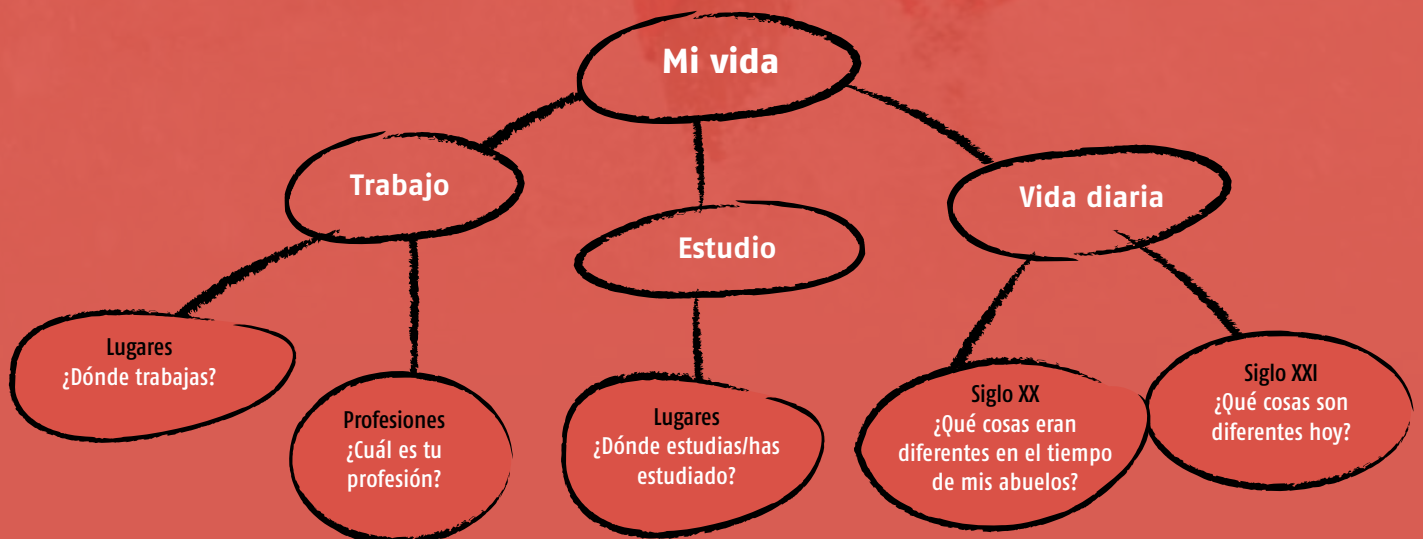 Mi vida
Trabajo
Estudio
Vida diaria
Lugares
¿Dónde trabajas?
Profesiones
¿Cuál es tu
profesión?
Lugares
¿Dónde estudias/has
estudiado?
Siglo XX
¿Qué cosas eran
diferentes en el tiempo
de mis abuelos?
Siglo XXI
¿Qué cosas son
diferentes hoy?